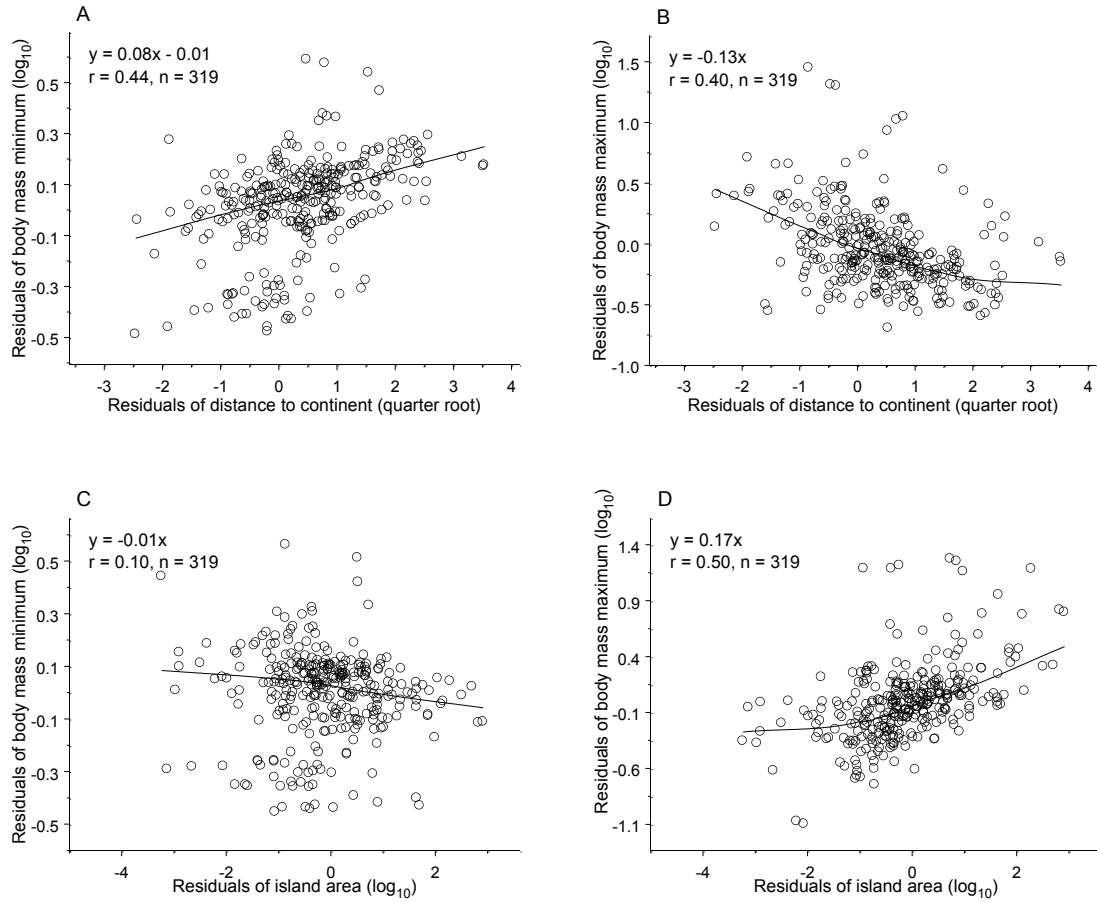 A
y = 0.08x - 0.01
r = 0.44, n = 319
Residuals of body mass minimum (log10)
0.5
0.3
0.1
-0.1
-0.3
-0.5
-3 -2 -1 0 1 2 3 4
Residuals of distance to continent (quarter root)
B
y = -0.13x
r = 0.40, n = 319
Residuals of body mass maximum (log10)
1.5
1.0
0.5
0.0
-0.5
-1.0
-3 -2 -1 0 1 2 3 4
Residuals of distance to continent (quarter root)
C
y = -0.01x
r = 0.10, n = 319
Residuals of body mass minimum (log10)
0.5
0.3
0.1
-0.1
-0.3
-0.5
-4 -2 0 2
Residuals of island area (log10)
D
y = 0.17x
r = 0.50, n = 319
Residuals of body mass maximum (log10)
1.4
0.9
0.4
-0.1
-0.6
-1.1
-4 -2 0 2
Residuals of island area (log10)